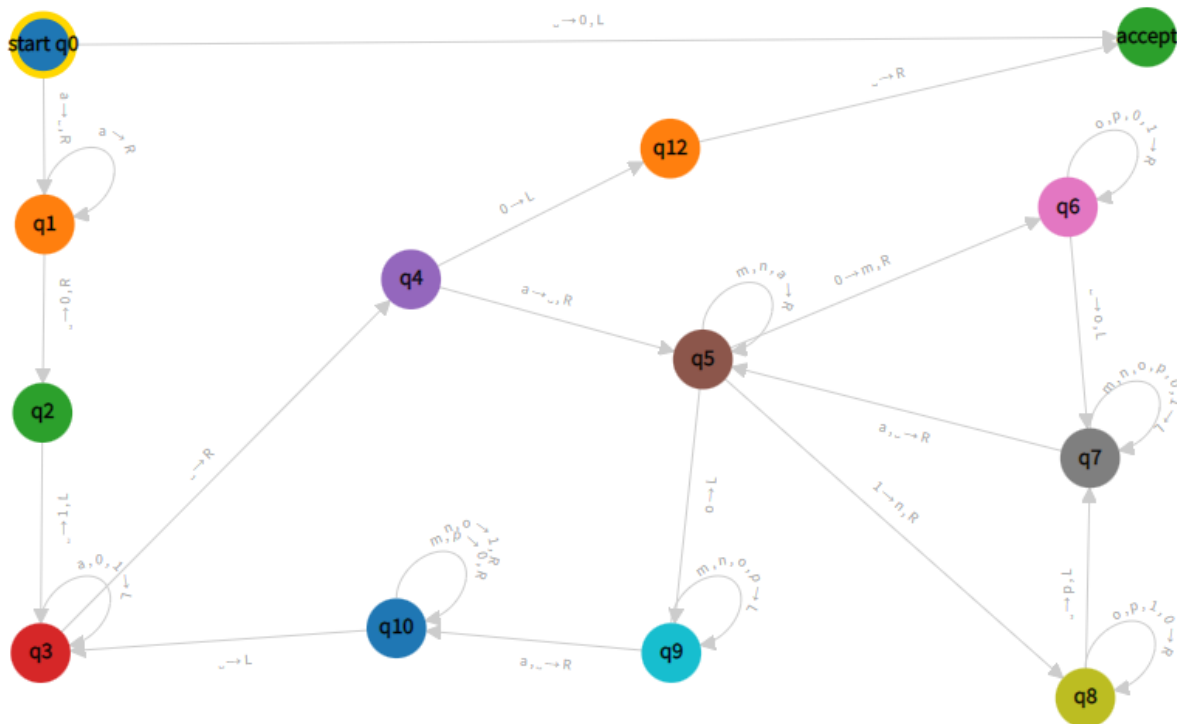 start q0
␣→0,L
accept
a→␣,R
a→R
q1
␣→0,R
q2
␣→1,L
a,0,1→L
q3
␣→R
q4
0→L
q12
␣→R
a→␣,R
m,n,a→R
q5
0→m,R
o,p,0,1→R
q6
␣→o,L
m,n,o,p,0,1→L
q7
a,␣→R
1→n,R
o→L
n,o→1,R
m,p→0,R
q10
␣→L
m,n,o,p→L
q9
a,␣→R
␣→p,L
o,p,1,0→R
q8